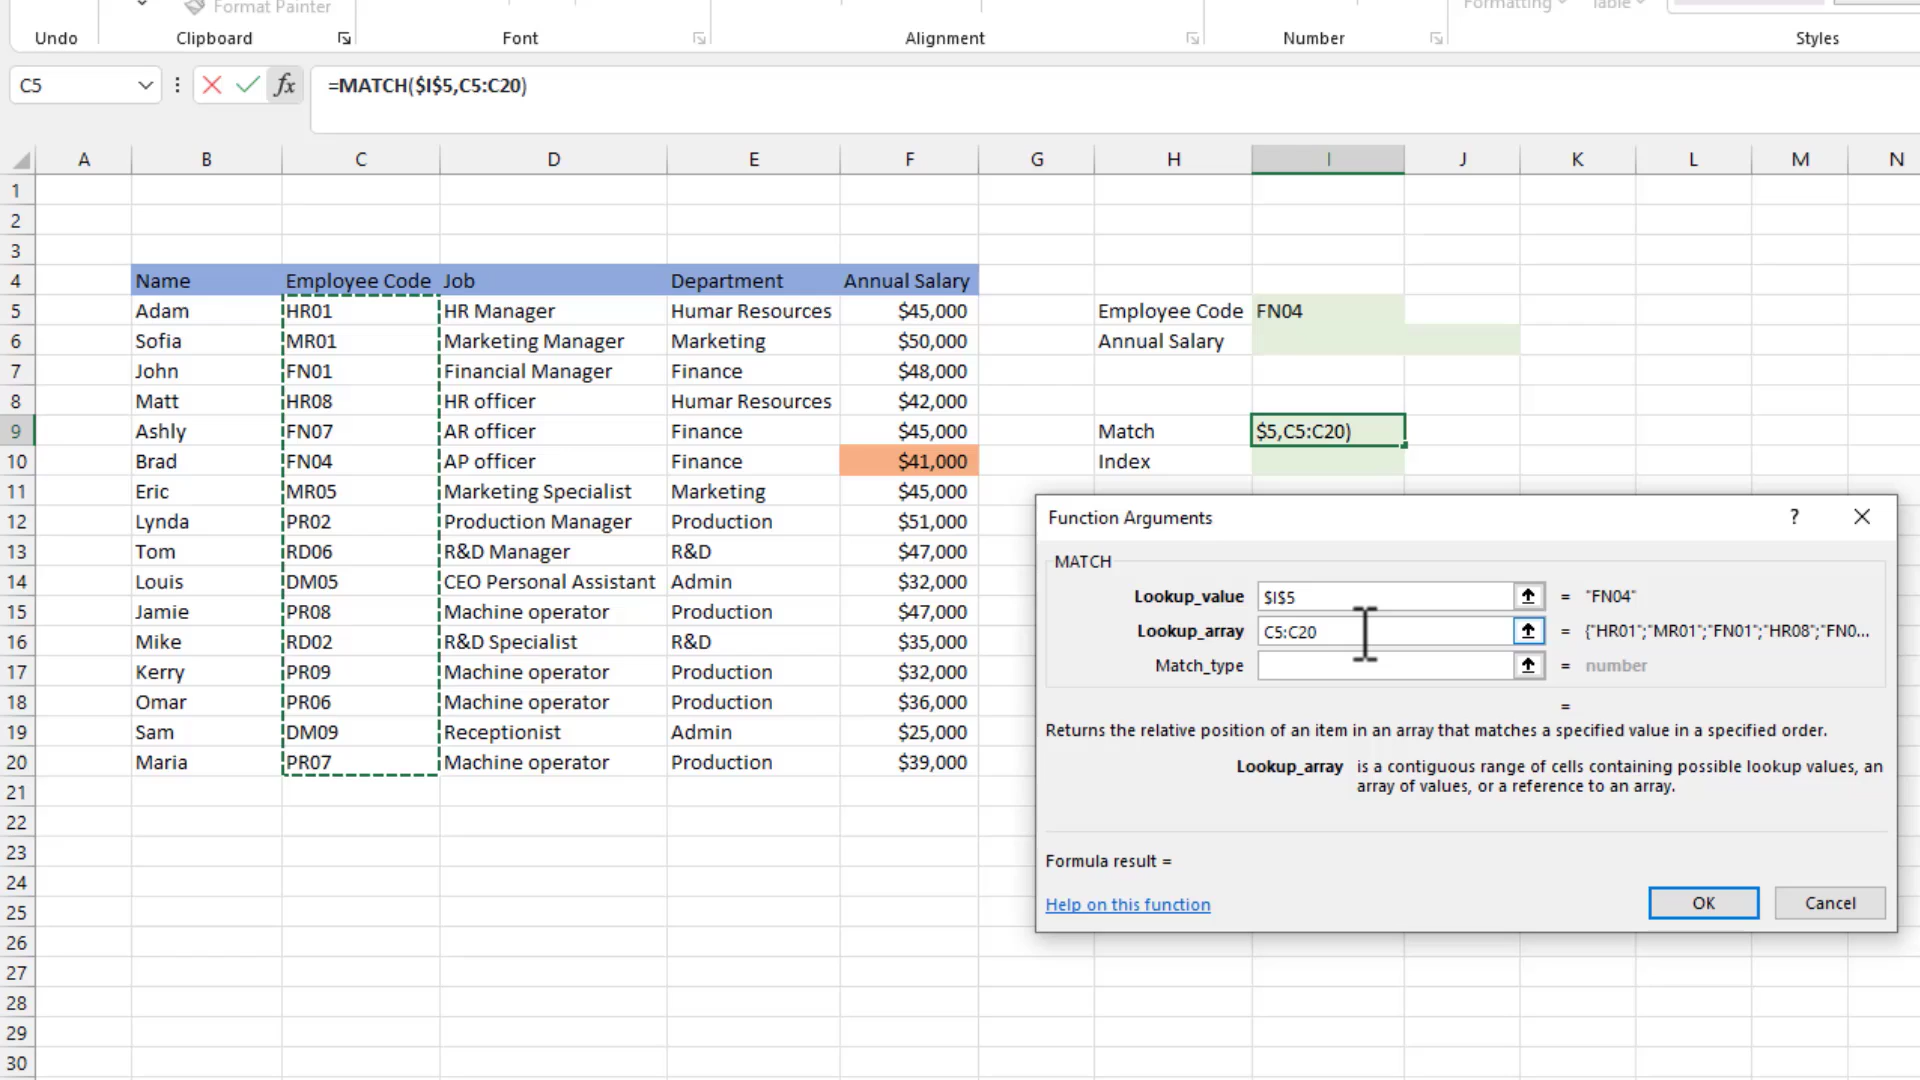 Format Painter
Formatting
Table
Undo
Clipboard
Font
Alignment
Number
Styles
C5
fx
=MATCH($I$5,C5:C20)
A B C D E F G H I J K L M N
1
2
3
4 Name Employee Code Job Department Annual Salary
5 Adam HR01 HR Manager Humar Resources $45,000 Employee Code FN04
6 Sofia MR01 Marketing Manager Marketing $50,000 Annual Salary
7 John FN01 Financial Manager Finance $48,000
8 Matt HR08 HR officer Humar Resources $42,000
9 Ashly FN07 AR officer Finance $45,000 Match $5,C5:C20)
10 Brad FN04 AP officer Finance $41,000 Index
11 Eric MR05 Marketing Specialist Marketing $45,000
12 Lynda PR02 Production Manager Production $51,000
13 Tom RD06 R&D Manager R&D $47,000
14 Louis DM05 CEO Personal Assistant Admin $32,000
15 Jamie PR08 Machine operator Production $47,000
16 Mike RD02 R&D Specialist R&D $35,000
17 Kerry PR09 Machine operator Production $32,000
18 Omar PR06 Machine operator Production $36,000
19 Sam DM09 Receptionist Admin $25,000
20 Maria PR07 Machine operator Production $39,000
21
22
23
24
25
26
27
28
29
30
Function Arguments ?
MATCH
Lookup_value $I$5 = "FN04"
Lookup_array C5:C20 = {"HR01";"MR01";"FN01";"HR08";"FN0...
Match_type = number
=
Returns the relative position of an item in an array that matches a specified value in a specified order.
Lookup_array is a contiguous range of cells containing possible lookup values, an
array of values, or a reference to an array.
Formula result =
Help on this function
OK
Cancel